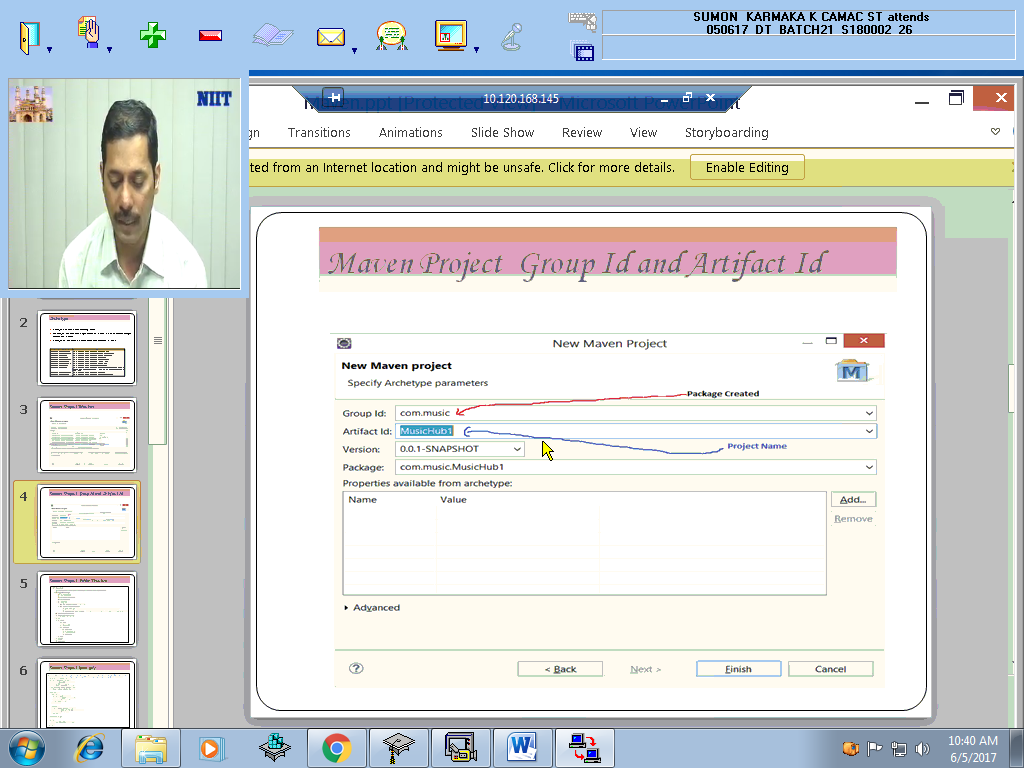 SUMON KARMAKA K CAMAC ST attends
050617 DT BATCH21 S180002 26
NIIT
10.120.168.145
Transitions
Animations
Slide Show
Review
View
Storyboarding
ted from an Internet location and might be unsafe. Click for more details.
Enable Editing
Maven Project Group Id and Artifact Id
New Maven Project
New Maven project
Specify Archetype parameters
Package Created
Group Id:
com.music
Artifact Id:
MusicHub1
Project Name
Version:
0.0.1-SNAPSHOT
Package:
com.music.MusicHub1
Properties available from archetype:
Name
Value
Add...
Remove
Advanced
< Back
Next >
Finish
Cancel
2
3
4
5
6
10:40 AM
6/5/2017